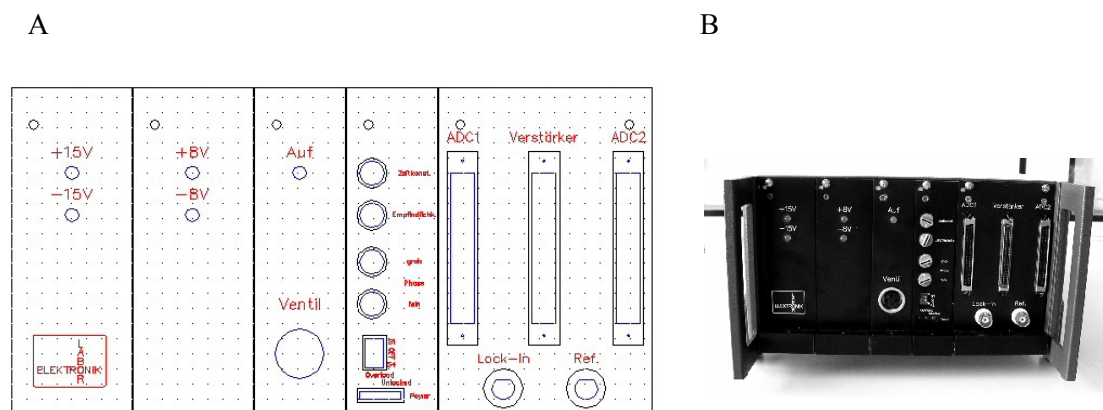 A
B
+15V
-15V
LABOR
ELEKTRONIK
+8V
-8V
Auf
Ventil
Zeitkonst.
Empfindlichk.
grob
Phase
fein
Overload
Unlocked
Power
ADC1 Verstärker ADC2
Lock-In Ref.
-15V
-15V
LABOR
ELEKTRONIK
+8V
-8V
Auf
Ventil
ADC1 Verstärker ADC2
Lock-In Ref.